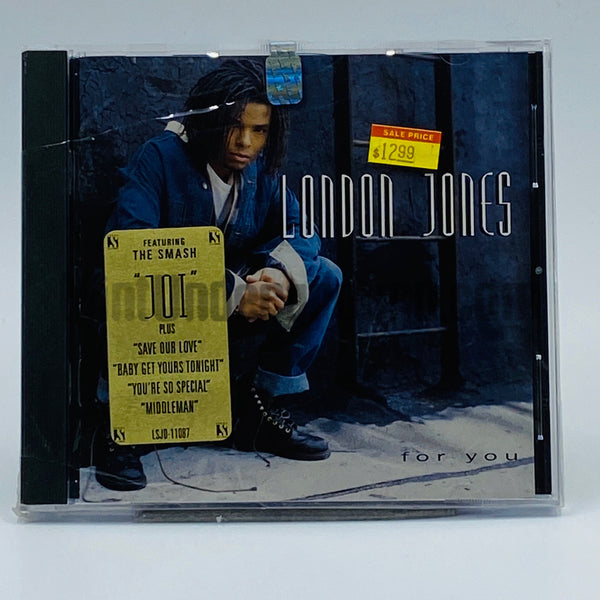 SALE PRICE
$12.99
LONDON JONES
FEATURING
THE SMASH
"JOI"
PLUS
"SAVE OUR LOVE"
"BABY GET YOURS TONIGHT"
"YOU'RE SO SPECIAL"
"MIDDLEMAN"
LSJD-11087
for you